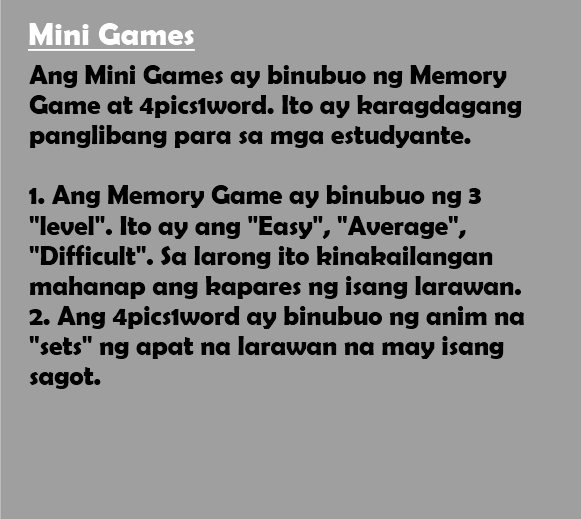 Mini Games
Ang Mini Games ay binubuo ng Memory
Game at 4pics1word. Ito ay karagdagang
panglibang para sa mga estudyante.
1. Ang Memory Game ay binubuo ng 3
"level". Ito ay ang "Easy", "Average",
"Difficult". Sa larong ito kinakailangan
mahanap ang kapares ng isang larawan.
2. Ang 4pics1word ay binubuo ng anim na
"sets" ng apat na larawan na may isang
sagot.